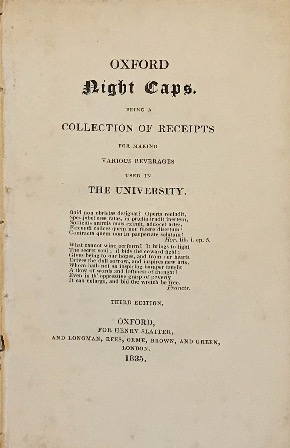 OXFORD
Night Caps.
BEING A
COLLECTION OF RECEIPTS
FOR MAKING
VARIOUS BEVERAGES
USED IN
THE UNIVERSITY.
Quid non ebrietas designat? Operta recludit,
Spes jubet esse ratas, in prælia trudit inertem,
Sollicitis animis onus eximit, addocet artes.
Fecundi calices quem non fecere disertum!
Contracta quem non in paupertate solutum!
Hor. lib. i. ep. 5.
What cannot wine perform? It brings to light
The secret soul; it bids the coward fight:
Gives being to our hopes, and from our hearts
Drives the dull sorrow, and inspires new arts.
Whom hath not an inspiring bumper taught
A flow of words and loftiness of thought?
Even in th' oppressive grasp of poverty
It can enlarge, and bid the wretch be free.
Francis.
THIRD EDITION.
OXFORD,
FOR HENRY SLATTER,
AND LONGMAN, REES, ORME, BROWN, AND GREEN,
LONDON.
1835.